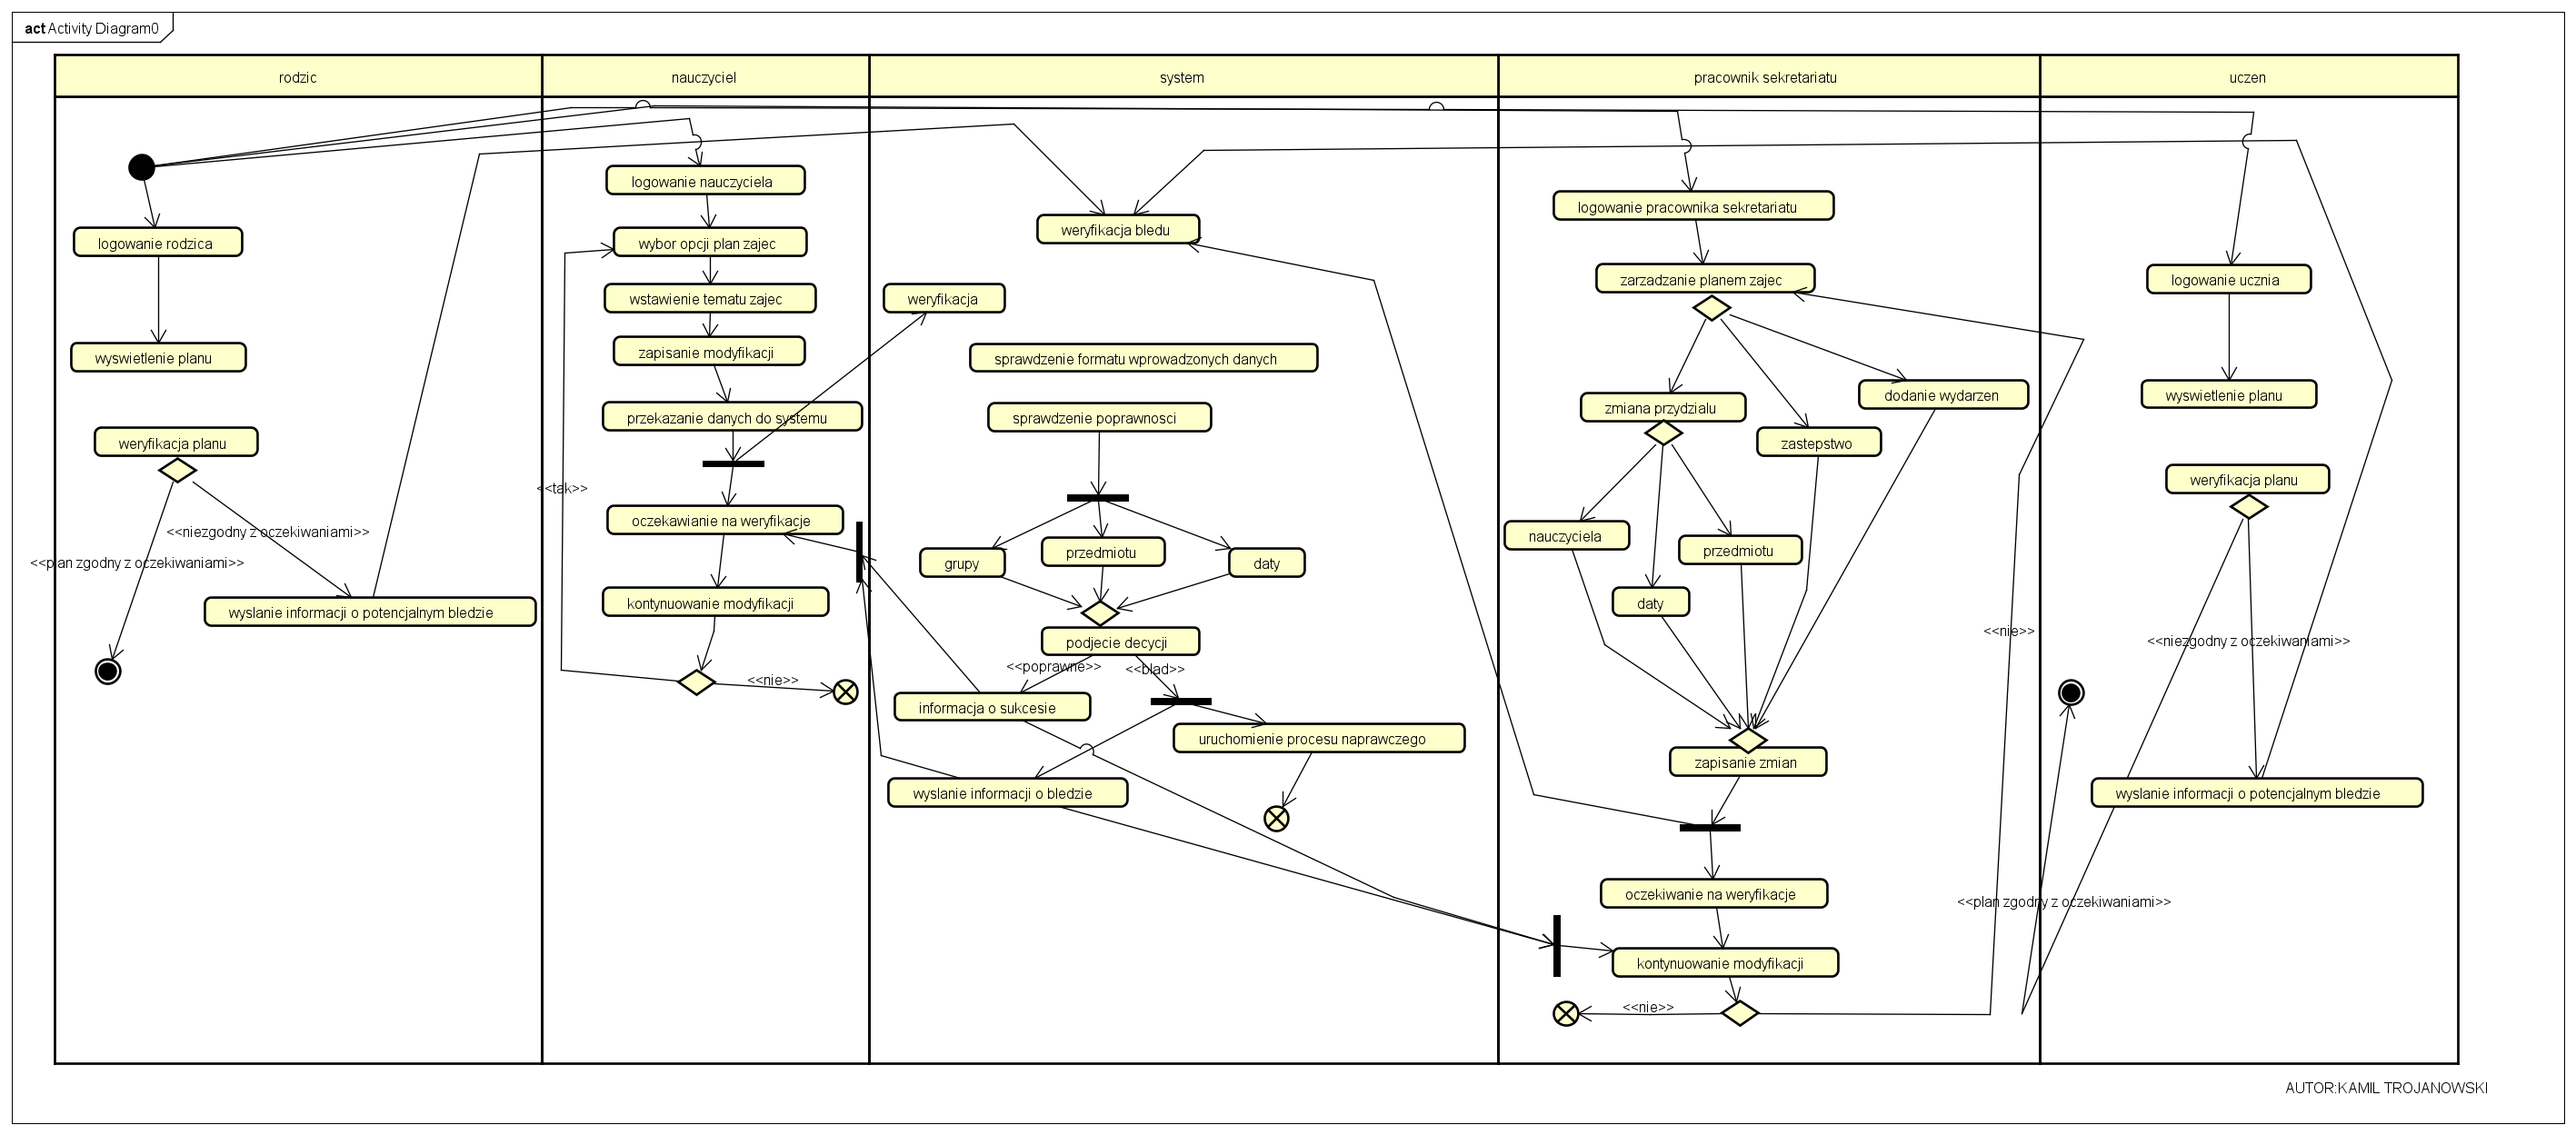 act Activity Diagram0
rodzic
nauczyciel
system
pracownik sekretariatu
uczen
logowanie rodzica
wyswietlenie planu
weryfikacja planu
<<niezgodny z oczekiwaniami>>
<<plan zgodny z oczekiwaniami>>
wyslanie informacji o potencjalnym bledzie
logowanie nauczyciela
wybor opcji plan zajec
wstawienie tematu zajec
zapisanie modyfikacji
przekazanie danych do systemu
<<tak>>
oczekawianie na weryfikacje
kontynuowanie modyfikacji
<<nie>>
weryfikacja bledu
weryfikacja
sprawdzenie formatu wprowadzonych danych
sprawdzenie poprawnosci
grupy
przedmiotu
daty
podjecie decycji
<<poprawne>>
<<blad>>
informacja o sukcesie
uruchomienie procesu naprawczego
wyslanie informacji o bledzie
logowanie pracownika sekretariatu
zarzadzanie planem zajec
zmiana przydzialu
dodanie wydarzen
zastepstwo
nauczyciela
przedmiotu
daty
<<nie>>
zapisanie zmian
oczekiwanie na weryfikacje
kontynuowanie modyfikacji
<<nie>>
logowanie ucznia
wyswietlenie planu
weryfikacja planu
<<niezgodny z oczekiwaniami>>
wyslanie informacji o potencjalnym bledzie
<<plan zgodny z oczekiwaniami>>
AUTOR:KAMIL TROJANOWSKI